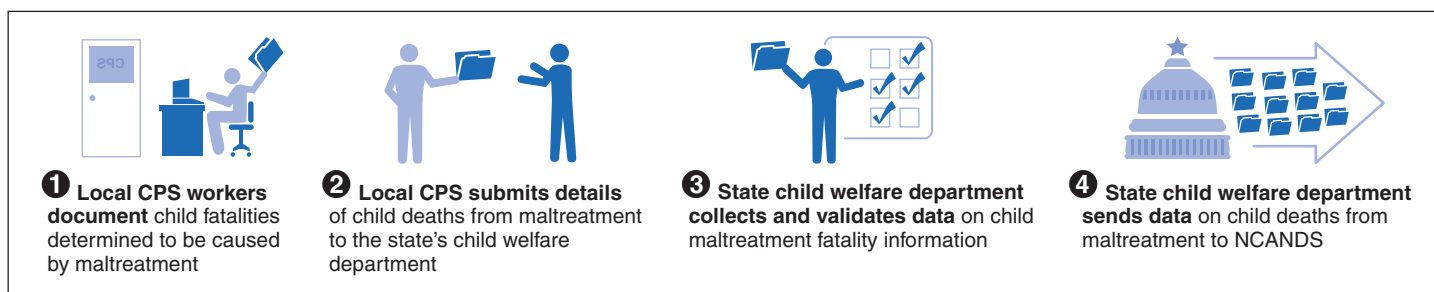 CPS
1 Local CPS workers
document child fatalities
determined to be caused
by maltreatment
2 Local CPS submits details
of child deaths from maltreatment
to the state's child welfare
department
3 State child welfare department
collects and validates data on child
maltreatment fatality information
4 State child welfare department
sends data on child deaths from
maltreatment to NCANDS